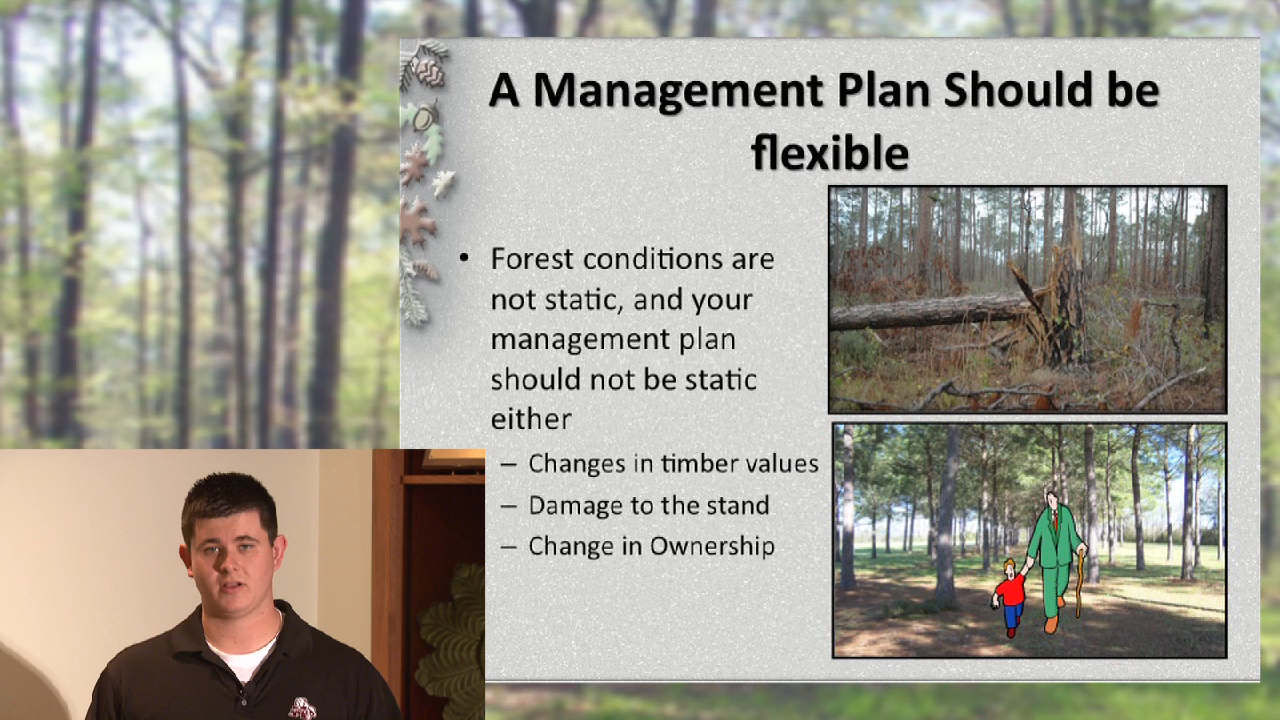 A Management Plan Should be
flexible
• Forest conditions are
not static, and your
management plan
should not be static
either
– Changes in timber values
– Damage to the stand
– Change in Ownership